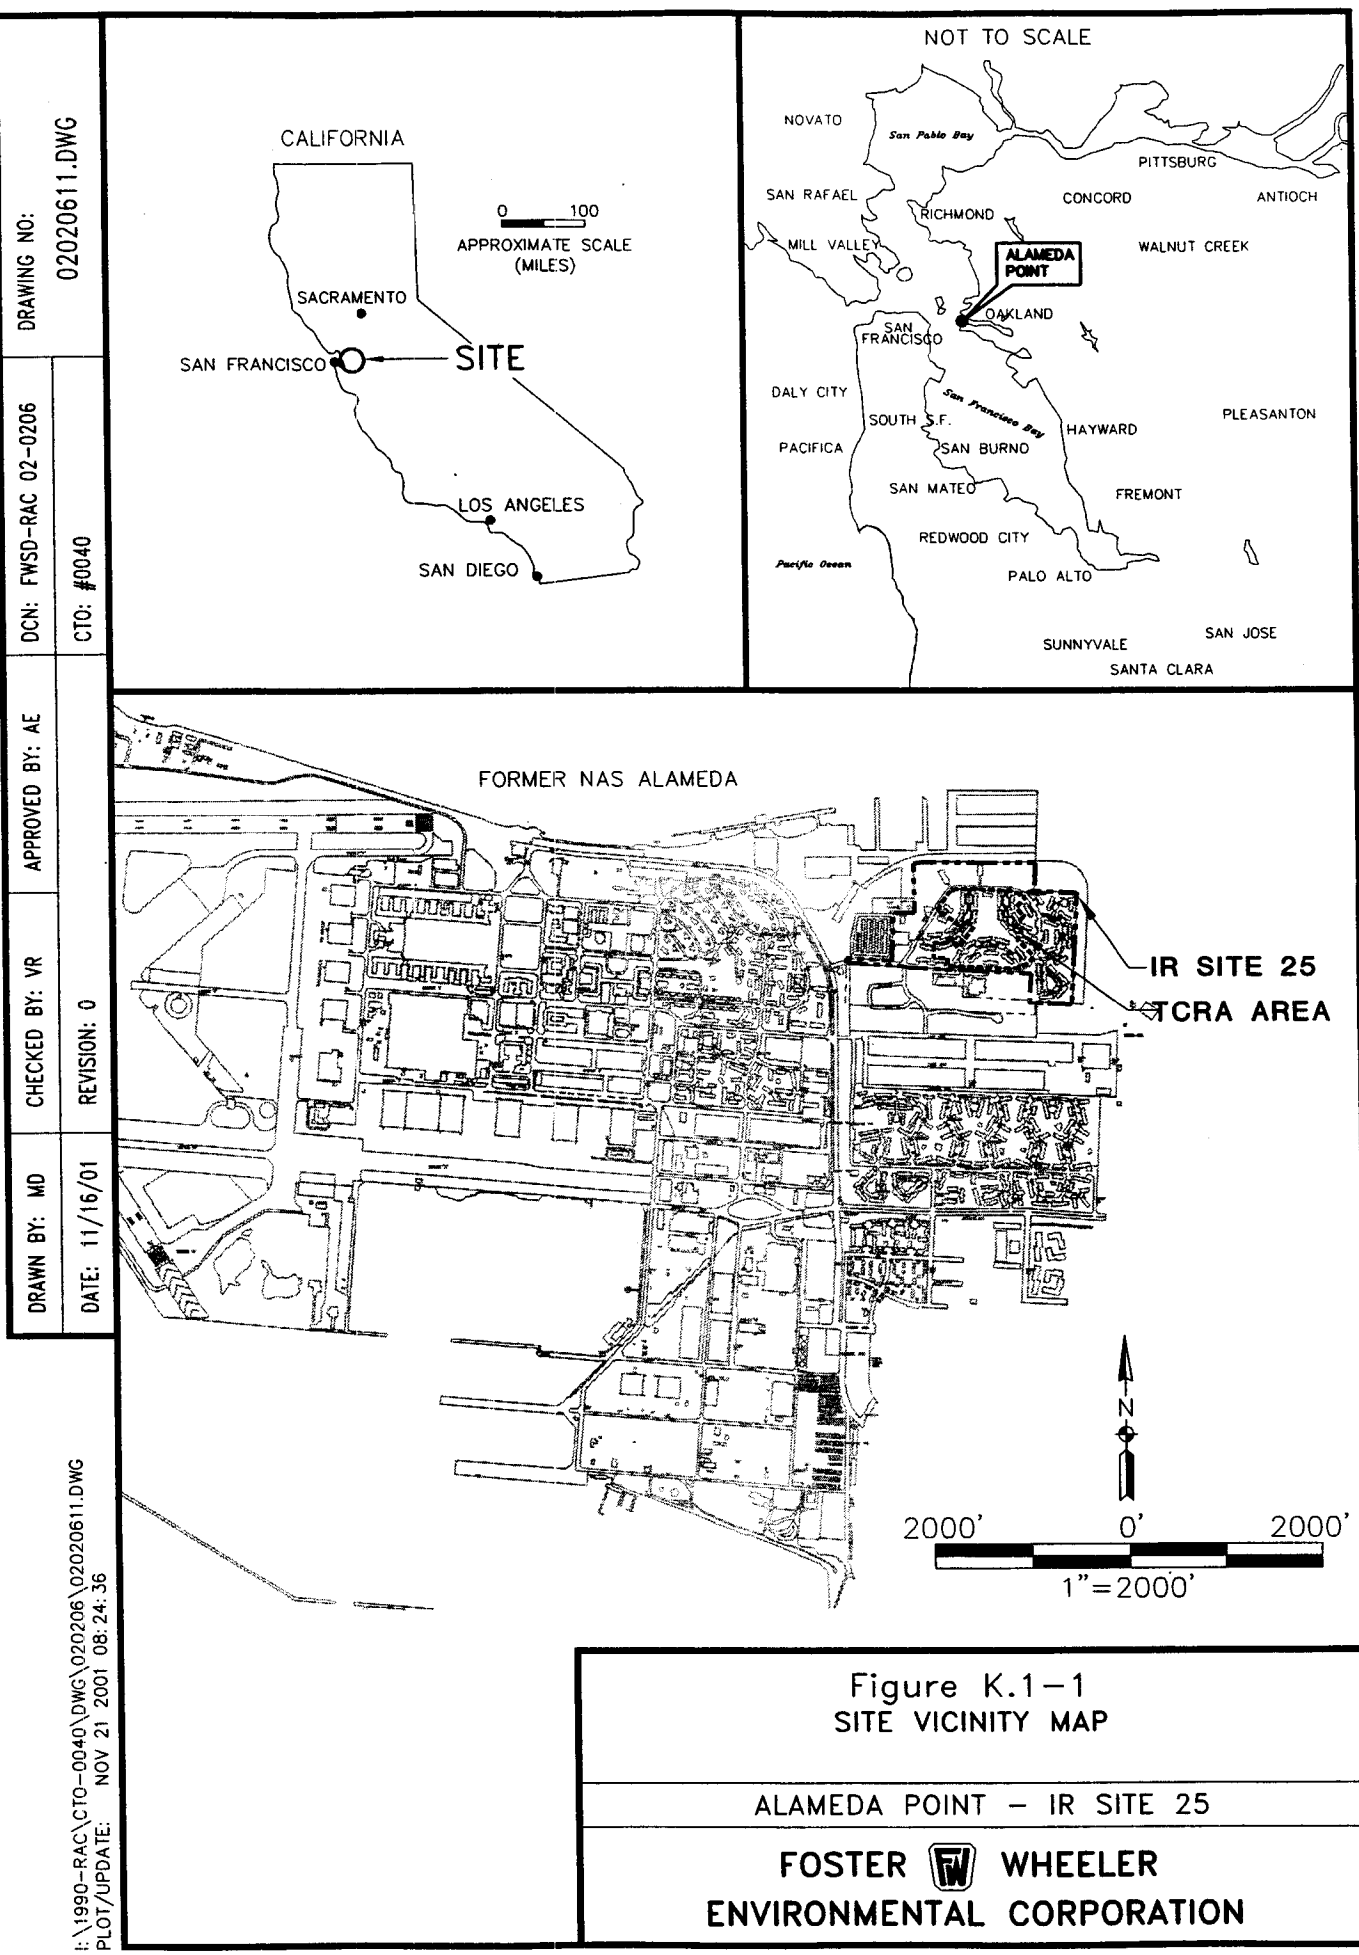 DRAWING NO:
02020611.DWG
DCN: FWSD-RAC 02-0206
CTO: #0040
APPROVED BY: AE
CHECKED BY: VR
REVISION: 0
DRAWN BY: MD
DATE: 11/16/01
I:\1990-RAC\CTO-0040\DWG\020206\02020611.DWG
PLOT/UPDATE: NOV 21 2001 08:24:36
CALIFORNIA
0 100
APPROXIMATE SCALE
(MILES)
SACRAMENTO
SAN FRANCISCO
SITE
LOS ANGELES
SAN DIEGO
NOT TO SCALE
NOVATO
San Pablo Bay
PITTSBURG
SAN RAFAEL
CONCORD
ANTIOCH
RICHMOND
MILL VALLEY
WALNUT CREEK
ALAMEDA
POINT
OAKLAND
SAN
FRANCISCO
DALY CITY
San Francisco Bay
SOUTH S.F.
HAYWARD
PLEASANTON
PACIFICA
SAN BURNO
SAN MATEO
FREMONT
REDWOOD CITY
Pacific Ocean
PALO ALTO
SAN JOSE
SUNNYVALE
SANTA CLARA
FORMER NAS ALAMEDA
IR SITE 25
TCRA AREA
N
2000' 0' 2000'
1"=2000'
Figure K.1-1
SITE VICINITY MAP
ALAMEDA POINT - IR SITE 25
FOSTER FW WHEELER
ENVIRONMENTAL CORPORATION